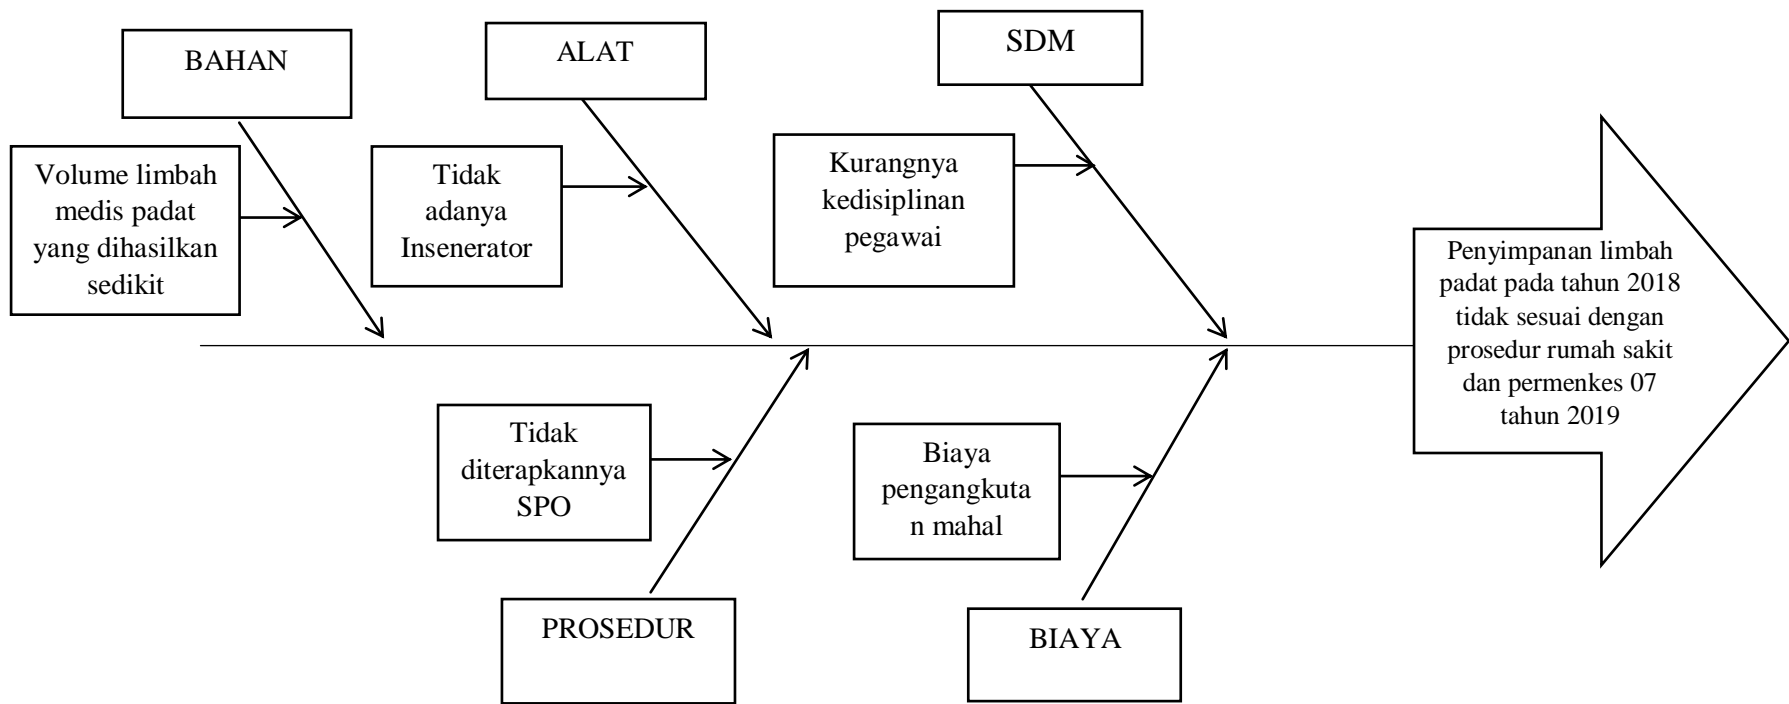 BAHAN
ALAT
SDM
Volume limbah
medis padat
yang dihasilkan
sedikit
Tidak
adanya
Insenerator
Kurangnya
kedisiplinan
pegawai
Penyimpanan limbah
padat pada tahun 2018
tidak sesuai dengan
prosedur rumah sakit
dan permenkes 07
tahun 2019
Tidak
diterapkannya
SPO
Biaya
pengangkuta
n mahal
PROSEDUR
BIAYA